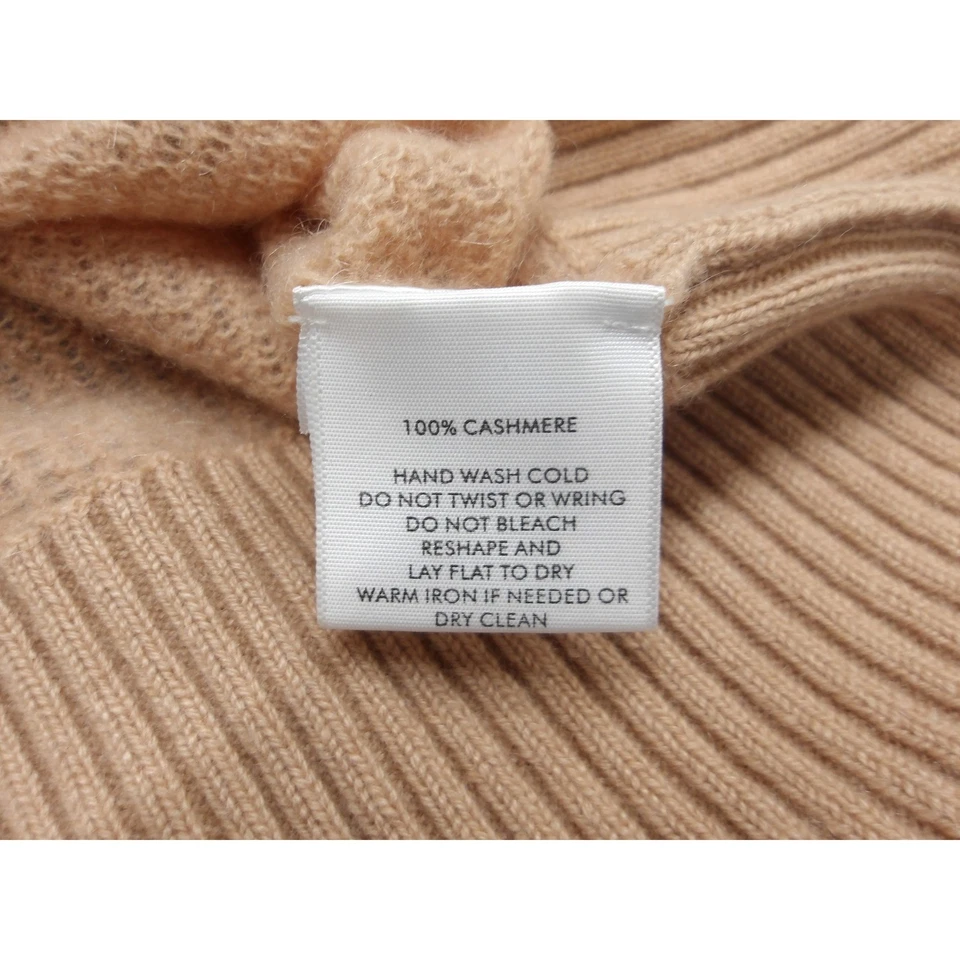 100% CASHMERE
HAND WASH COLD
DO NOT TWIST OR WRING
DO NOT BLEACH
RESHAPE AND
LAY FLAT TO DRY
WARM IRON IF NEEDED OR
DRY CLEAN